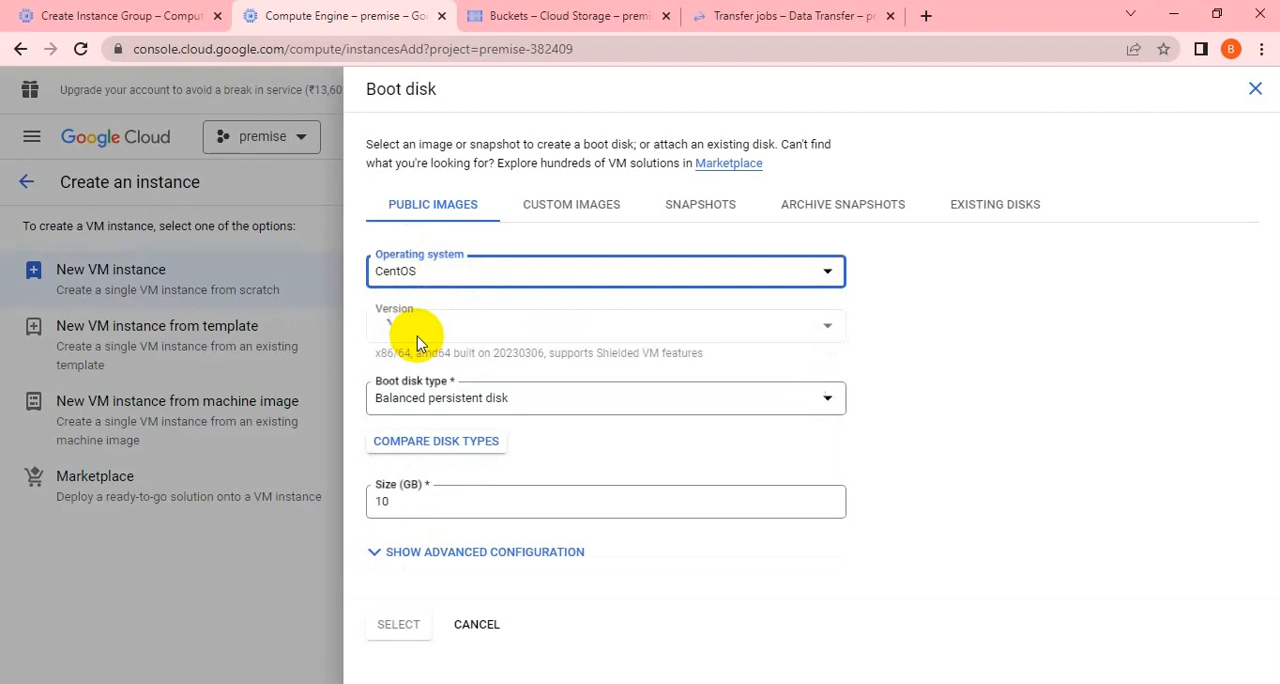 Create Instance Group – Comput
Compute Engine – premise – Goo
Buckets – Cloud Storage – premi
Transfer jobs – Data Transfer – p
console.cloud.google.com/compute/instancesAdd?project=premise-382409
B
Upgrade your account to avoid a break in service (₹13,60
Google Cloud
premise
Create an instance
To create a VM instance, select one of the options:
New VM instance
Create a single VM instance from scratch
New VM instance from template
Create a single VM instance from an existing
template
New VM instance from machine image
Create a single VM instance from an existing
machine image
Marketplace
Deploy a ready-to-go solution onto a VM instance
Boot disk
Select an image or snapshot to create a boot disk; or attach an existing disk. Can't find
what you're looking for? Explore hundreds of VM solutions in Marketplace
PUBLIC IMAGES
CUSTOM IMAGES
SNAPSHOTS
ARCHIVE SNAPSHOTS
EXISTING DISKS
Operating system
CentOS
Version
x86/64, amd64 built on 20230306, supports Shielded VM features
Boot disk type *
Balanced persistent disk
COMPARE DISK TYPES
Size (GB) *
10
SHOW ADVANCED CONFIGURATION
SELECT
CANCEL